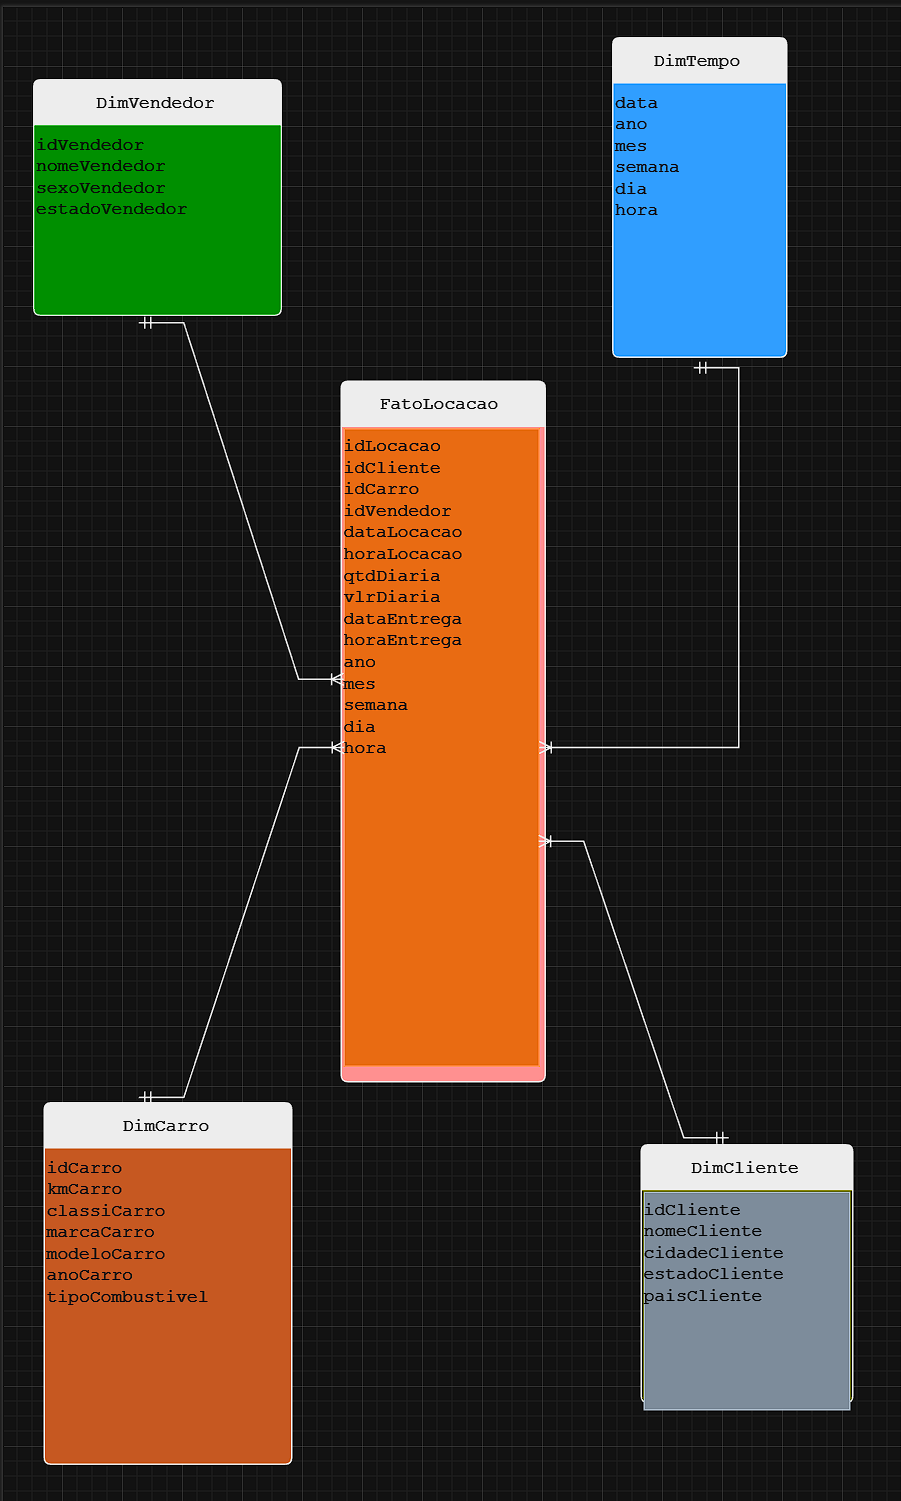 DimVendedor
idVendedor
nomeVendedor
sexoVendedor
estadoVendedor
DimTempo
data
ano
mes
semana
dia
hora
FatoLocacao
idLocacao
idCliente
idCarro
idVendedor
dataLocacao
horaLocacao
qtdDiaria
vlrDiaria
dataEntrega
horaEntrega
ano
mes
semana
dia
hora
DimCarro
idCarro
kmCarro
classiCarro
marcaCarro
modeloCarro
anoCarro
tipoCombustivel
DimCliente
idCliente
nomeCliente
cidadeCliente
estadoCliente
paisCliente